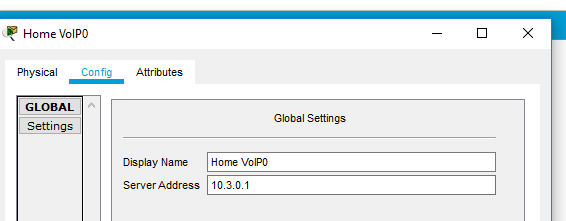 Home VoIP0
Physical Config Attributes
GLOBAL
Settings
Global Settings
Display Name Home VoIP0
Server Address 10.3.0.1